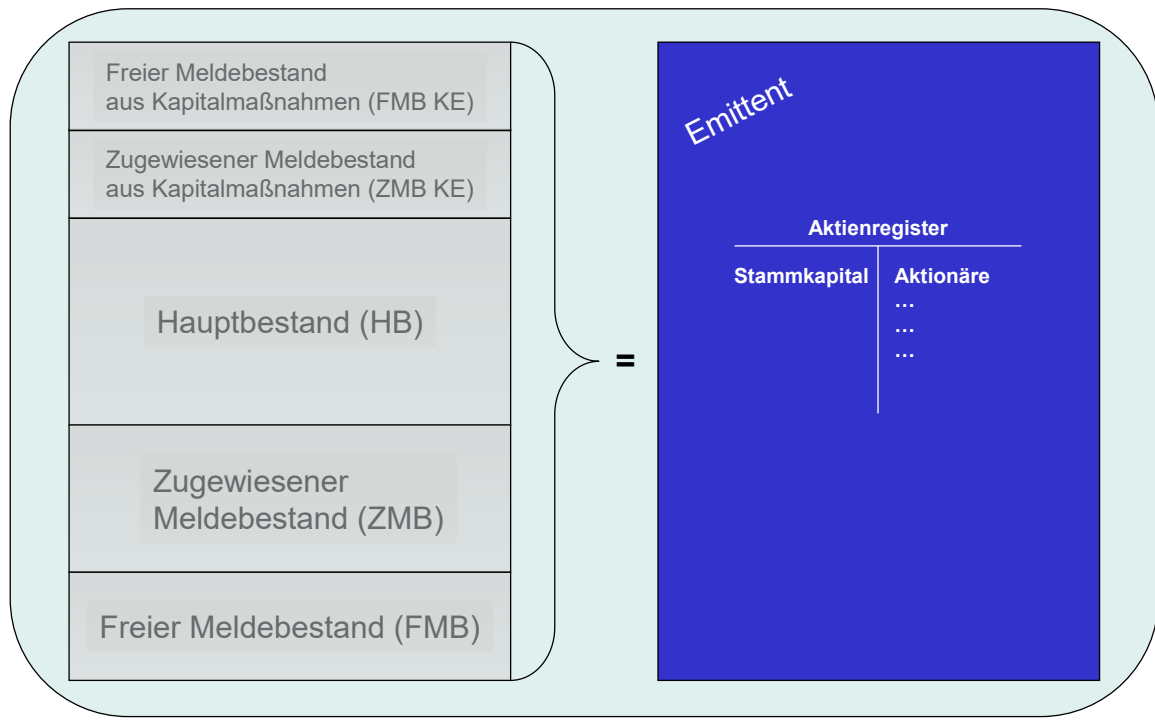 Freier Meldebestand
aus Kapitalmaßnahmen (FMB KE)
Zugewiesener Meldebestand
aus Kapitalmaßnahmen (ZMB KE)
Hauptbestand (HB)
Zugewiesener
Meldebestand (ZMB)
Freier Meldebestand (FMB)
=
Emittent
Aktienregister
Stammkapital
Aktionäre
…
…
…